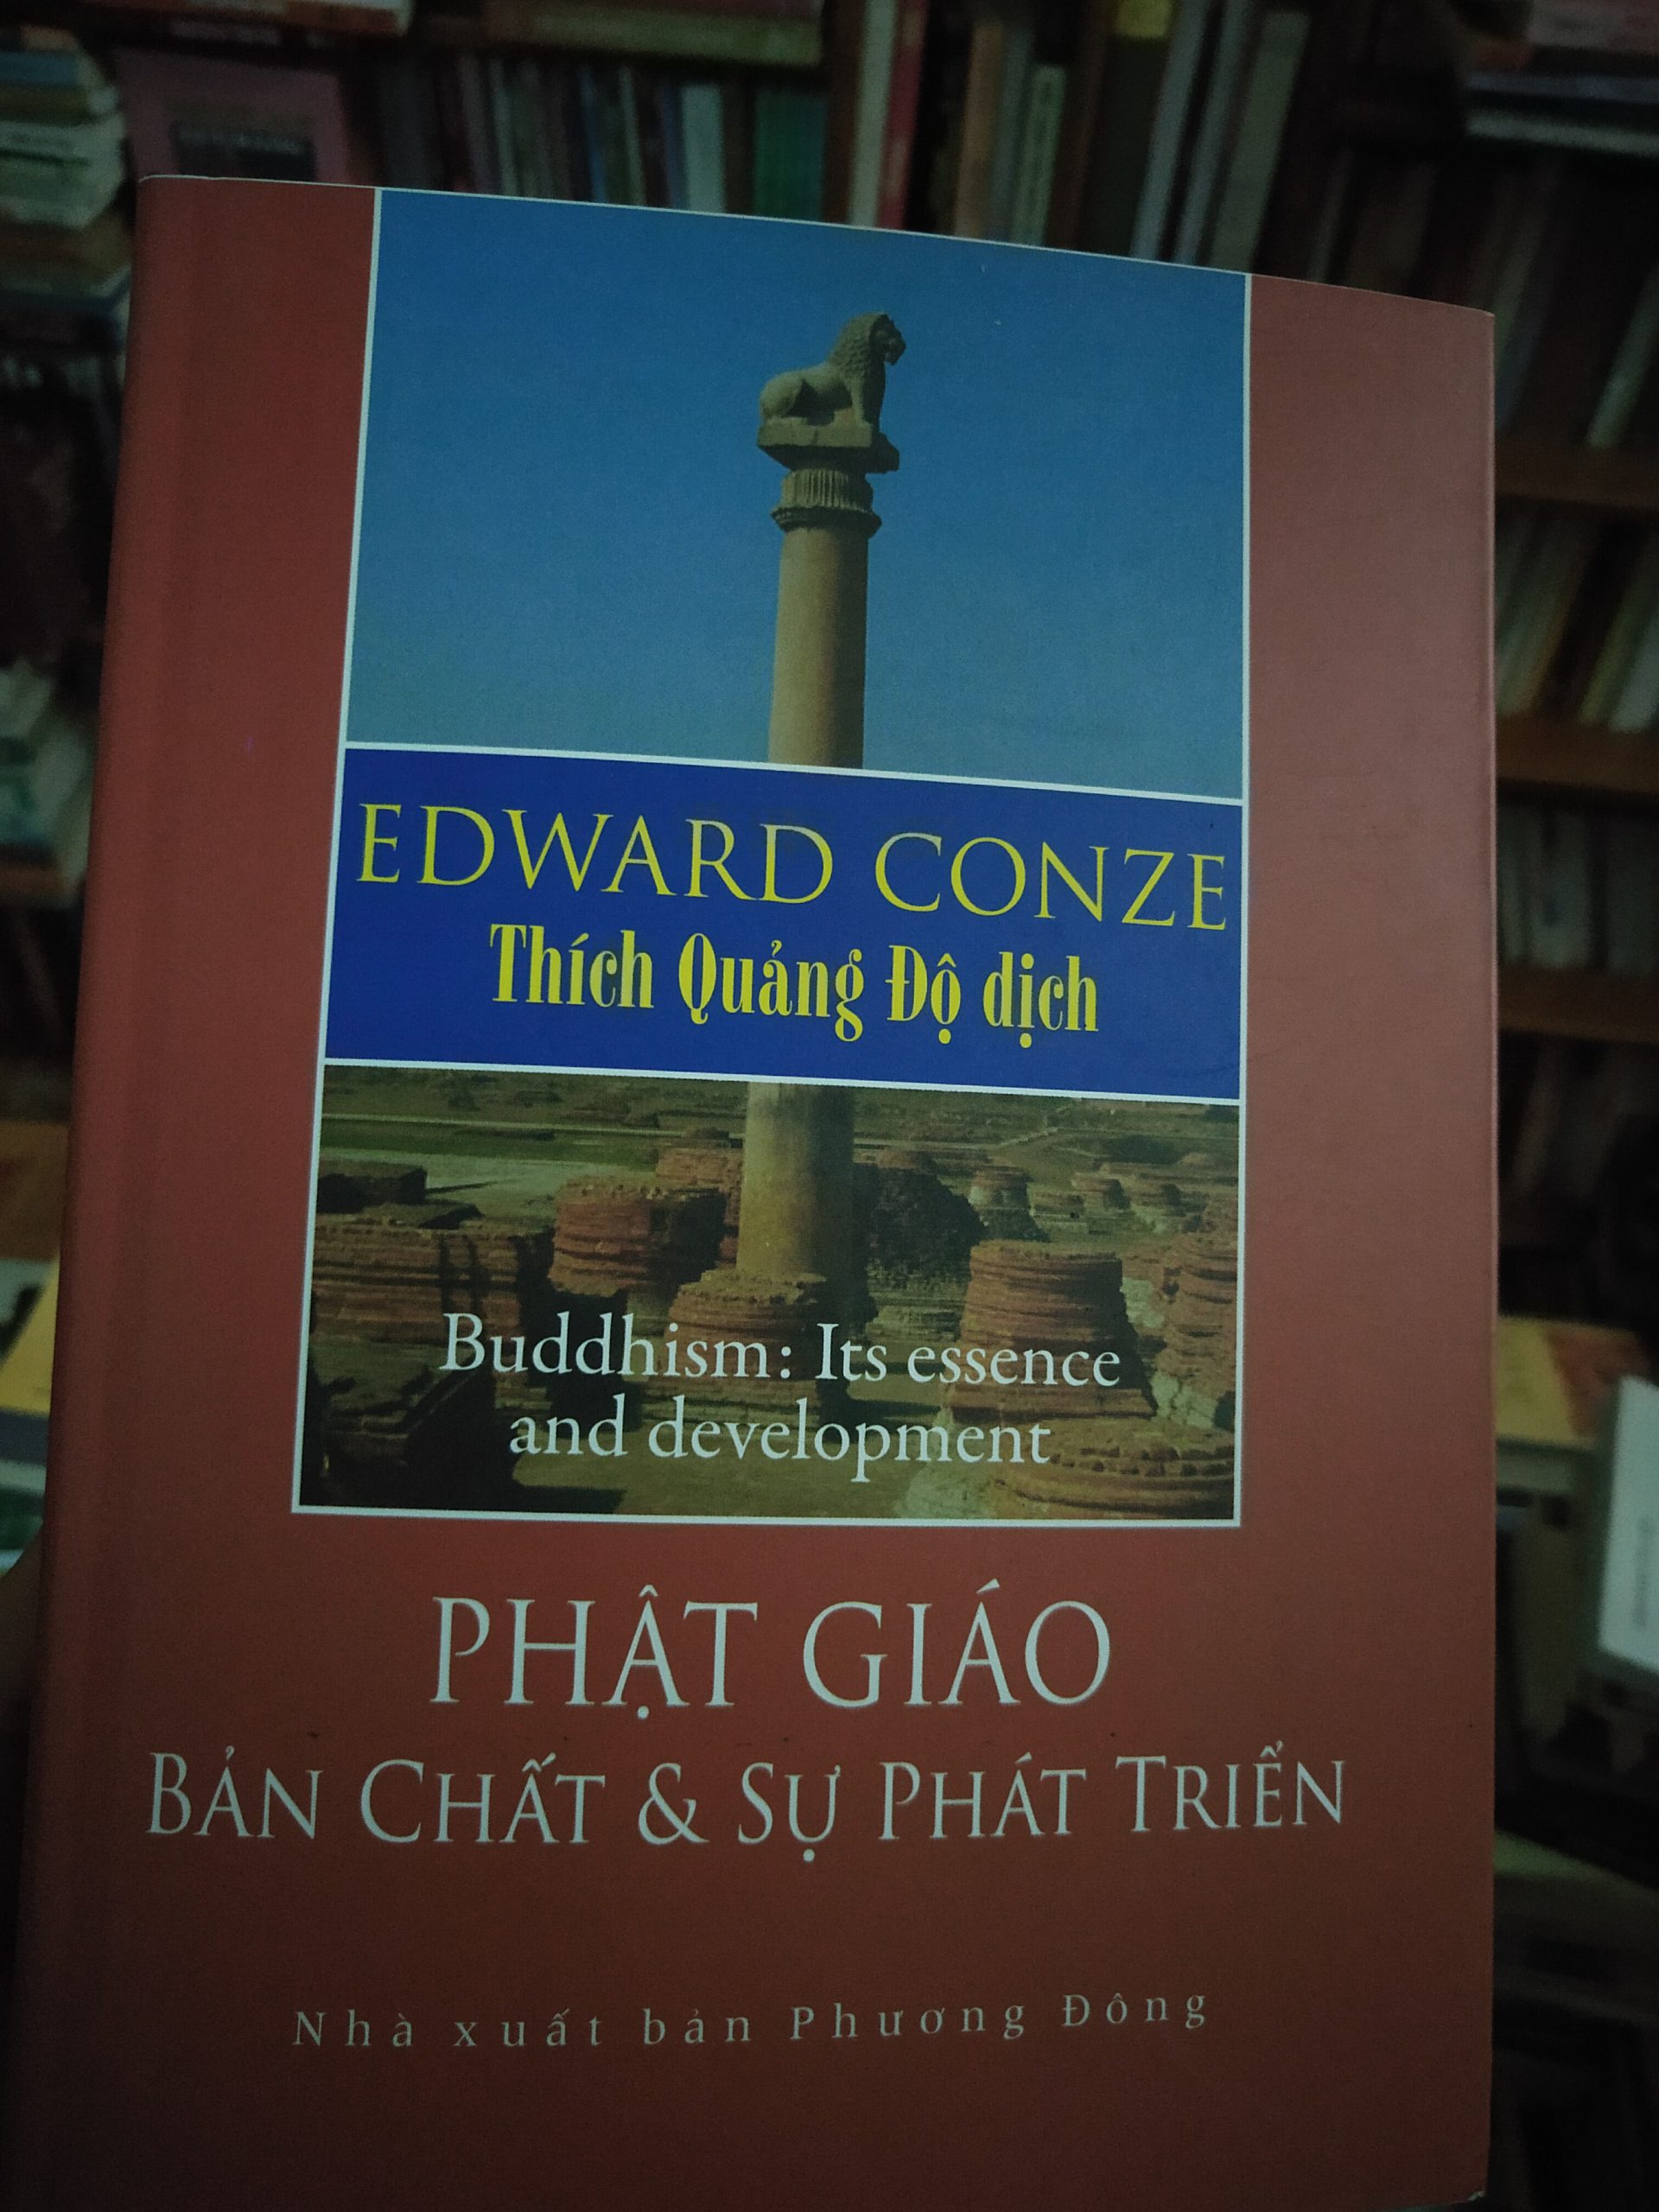 EDWARD CONZE
Thích Quảng Độ dịch
Buddhism: Its essence
and development
PHẬT GIÁO
BẢN CHẤT & SỰ PHÁT TRIỂN
Nhà xuất bản Phương Đông